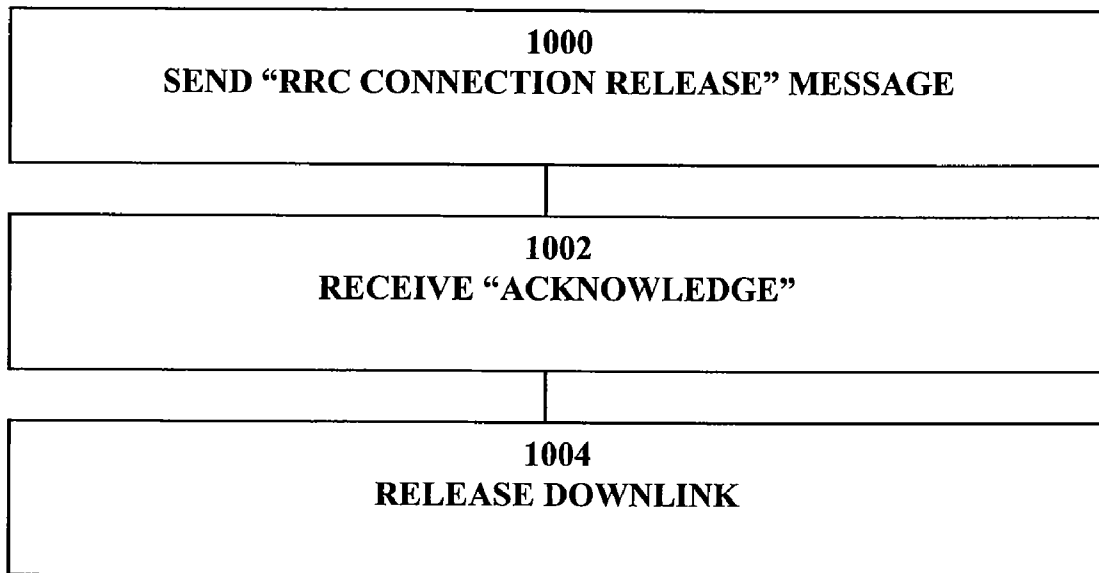 1000
SEND “RRC CONNECTION RELEASE” MESSAGE
1002
RECEIVE “ACKNOWLEDGE”
1004
RELEASE DOWNLINK